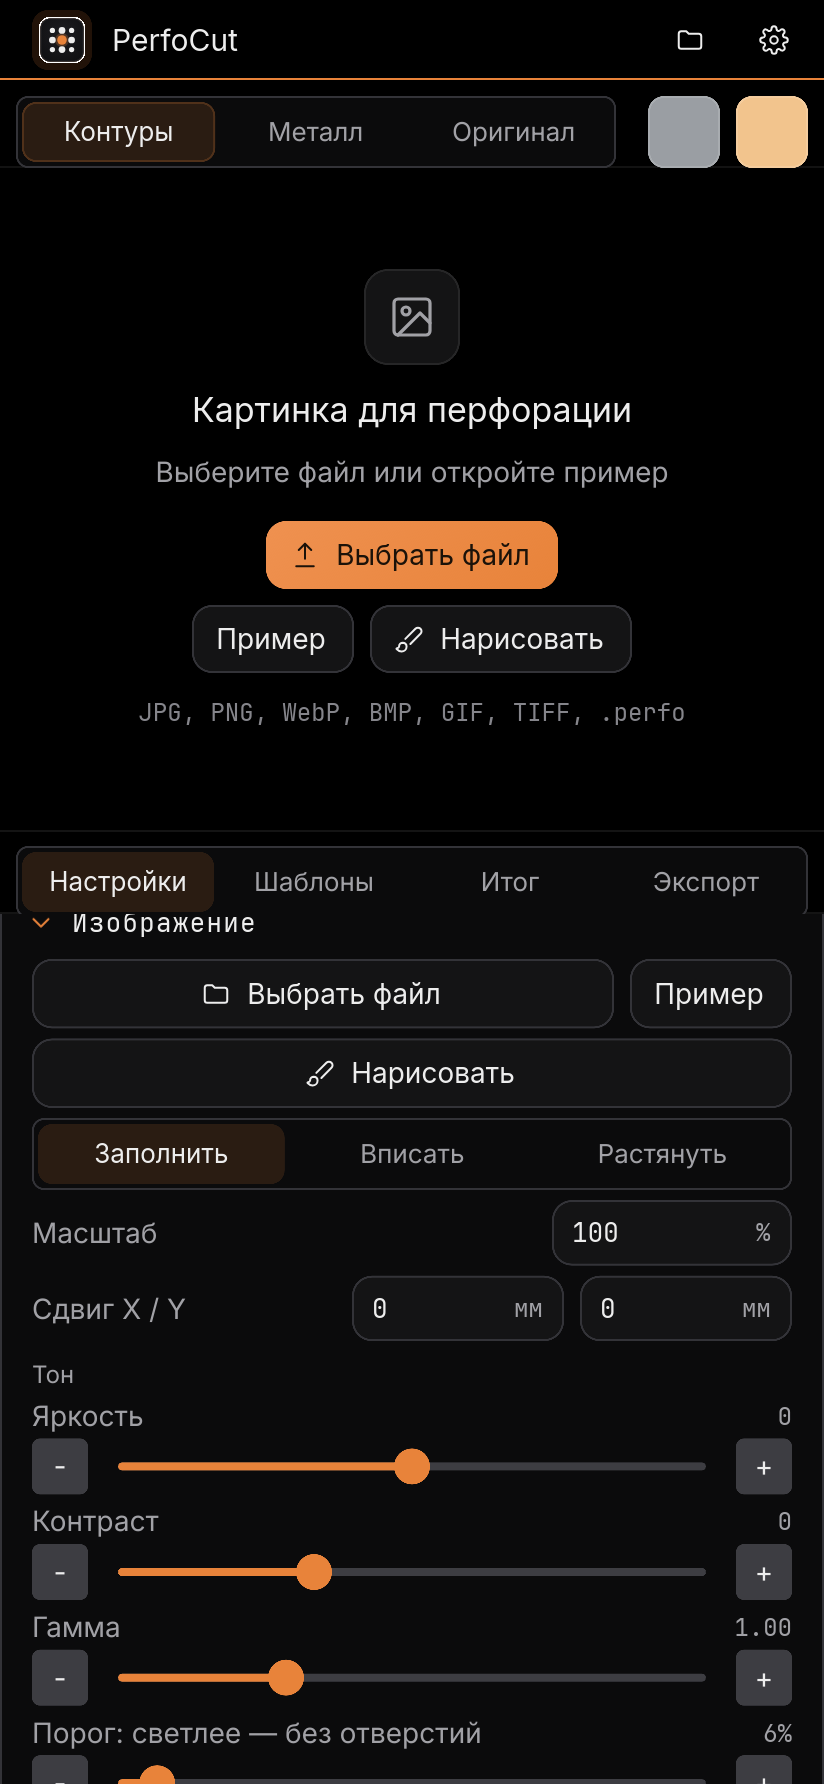 PerfoCut
Контуры Металл Оригинал
Картинка для перфорации
Выберите файл или откройте пример
Выбрать файл
Пример Нарисовать
JPG, PNG, WebP, BMP, GIF, TIFF, .perfo
Настройки Шаблоны Итог Экспорт
Изображение
Выбрать файл Пример
Нарисовать
Заполнить Вписать Растянуть
Масштаб 100 %
Сдвиг X / Y 0 мм 0 мм
Тон
Яркость 0
- +
Контраст 0
- +
Гамма 1.00
- +
Порог: светлее — без отверстий 6%
- +